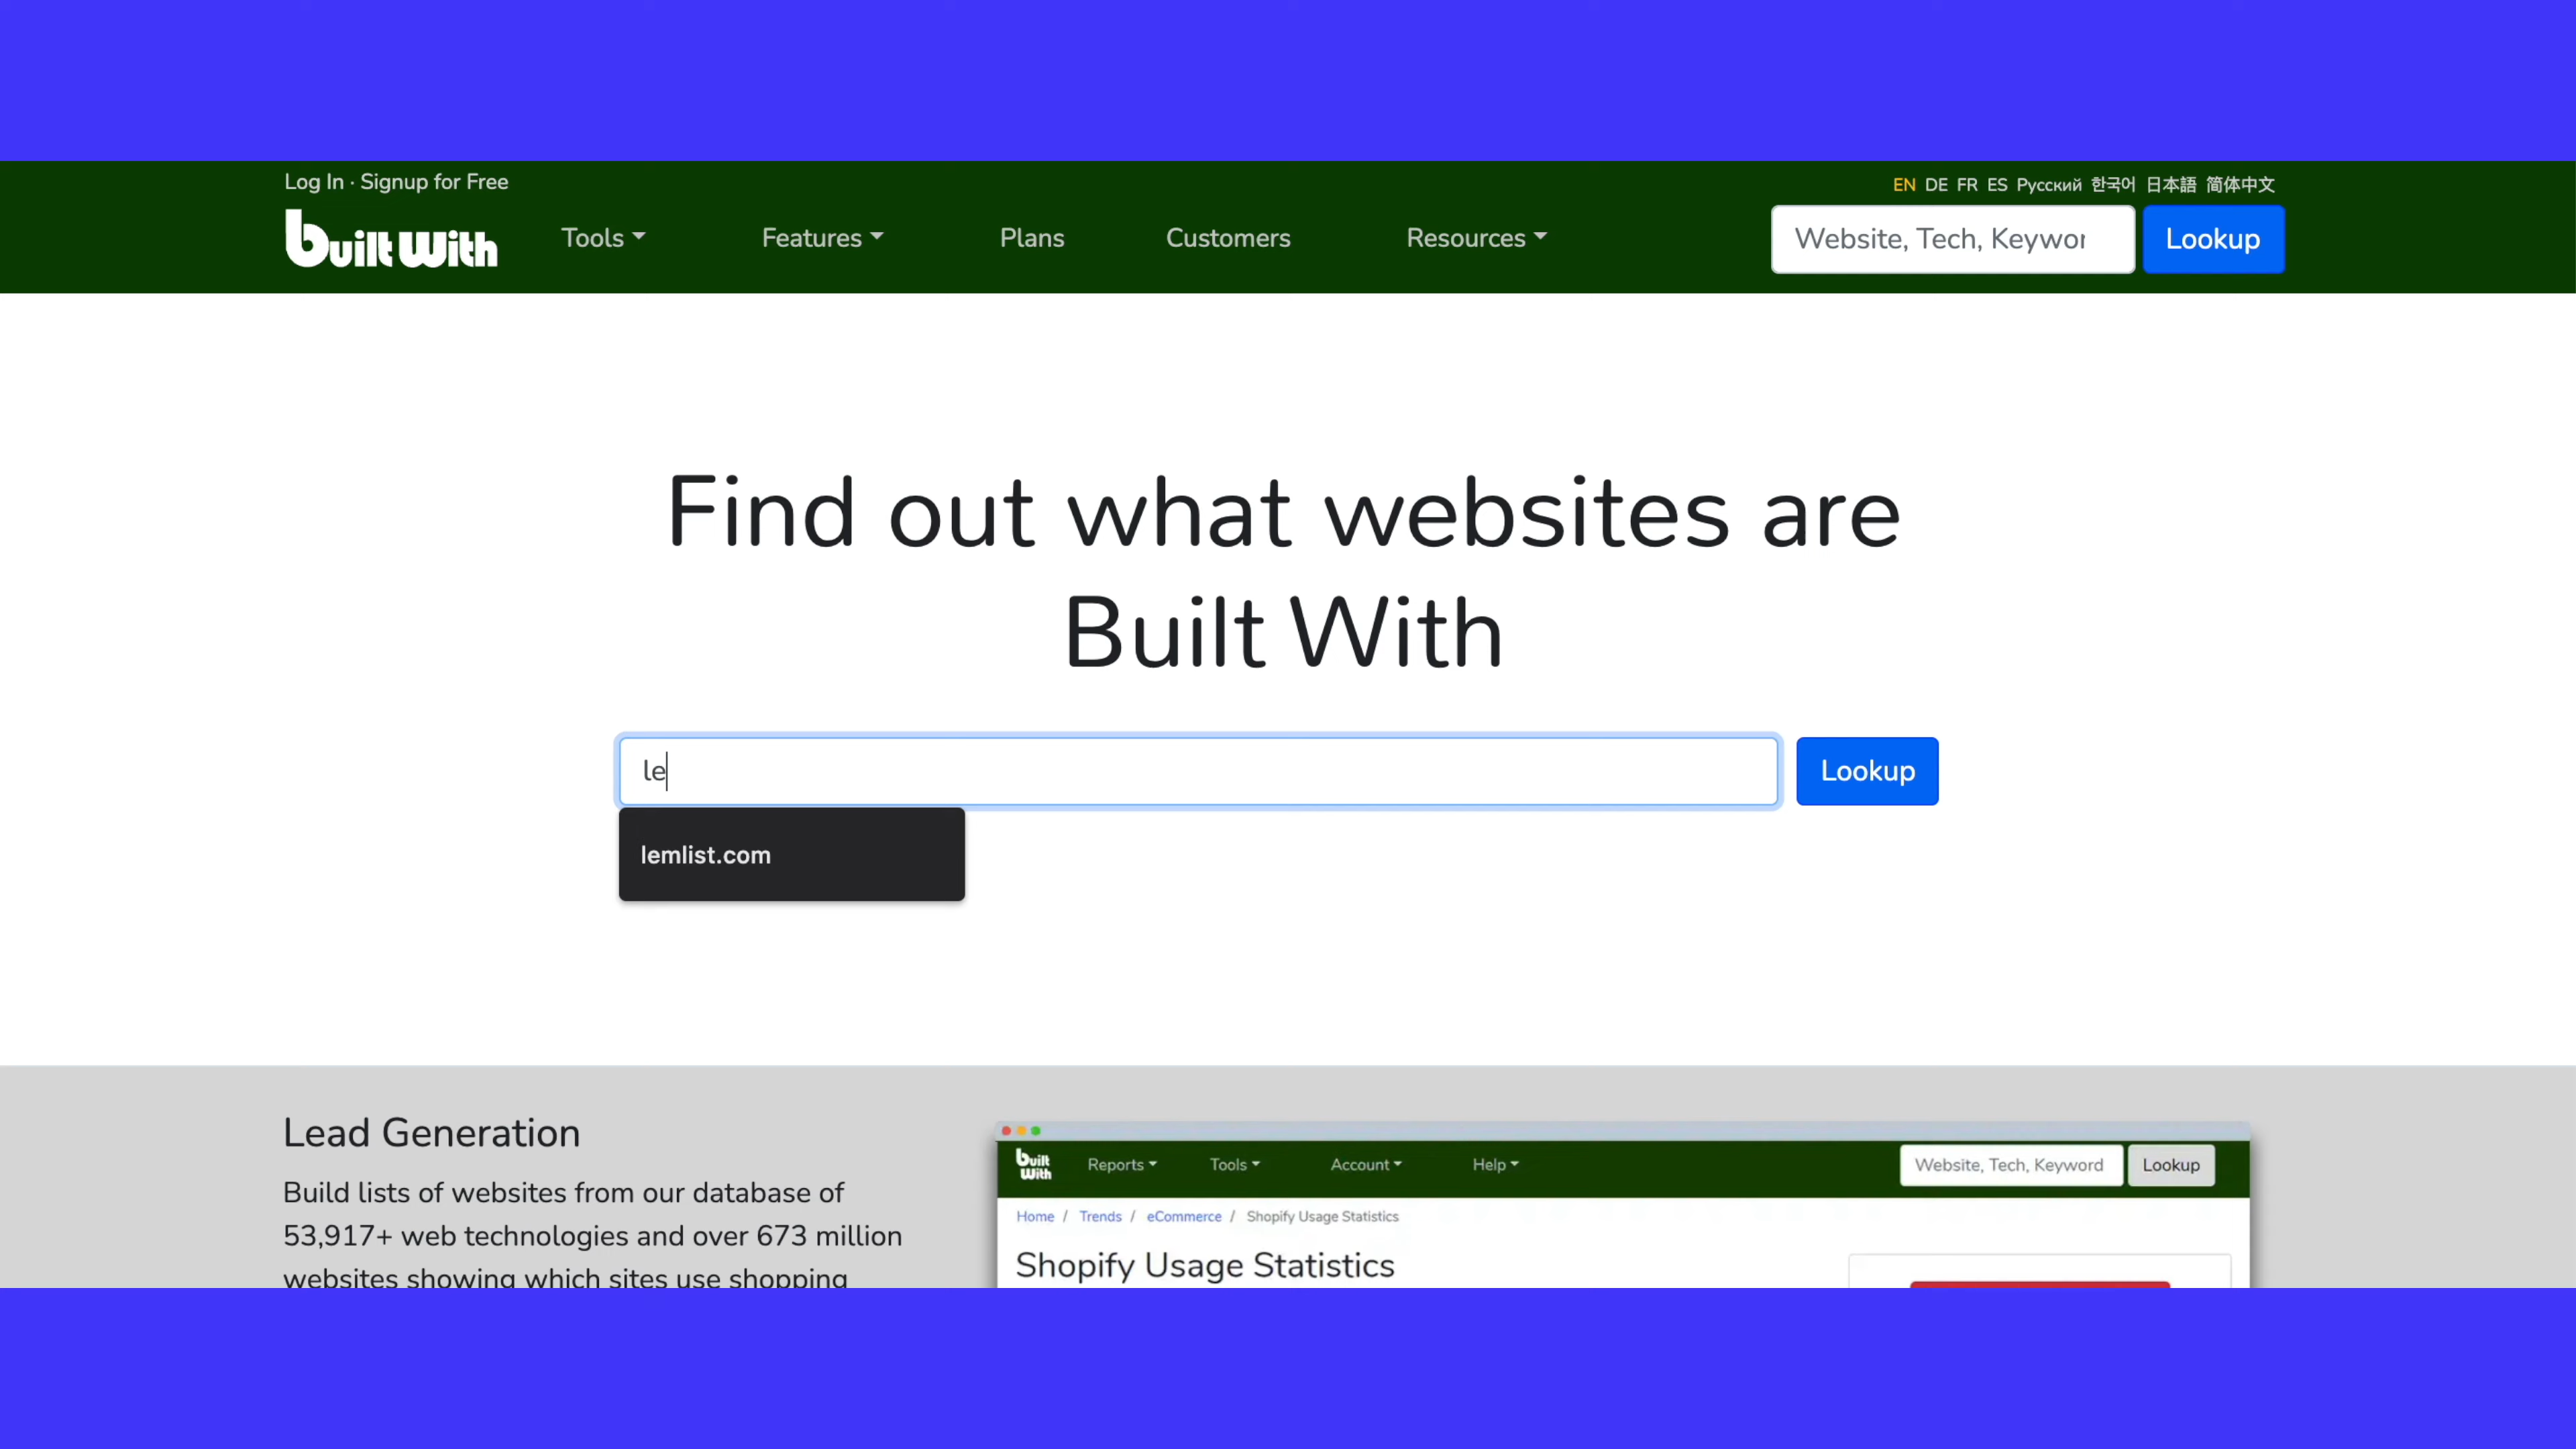 Log In · Signup for Free
EN DE FR ES Русский 한국어 日本語 简体中文
built With
Tools
Features
Plans
Customers
Resources
Website, Tech, Keywor
Lookup
Find out what websites are
Built With
le
Lookup
lemlist.com
Lead Generation
Build lists of websites from our database of
53,917+ web technologies and over 673 million
websites showing which sites use shopping
built
With
Reports
Tools
Account
Help
Website, Tech, Keyword
Lookup
Home / Trends / eCommerce / Shopify Usage Statistics
Shopify Usage Statistics